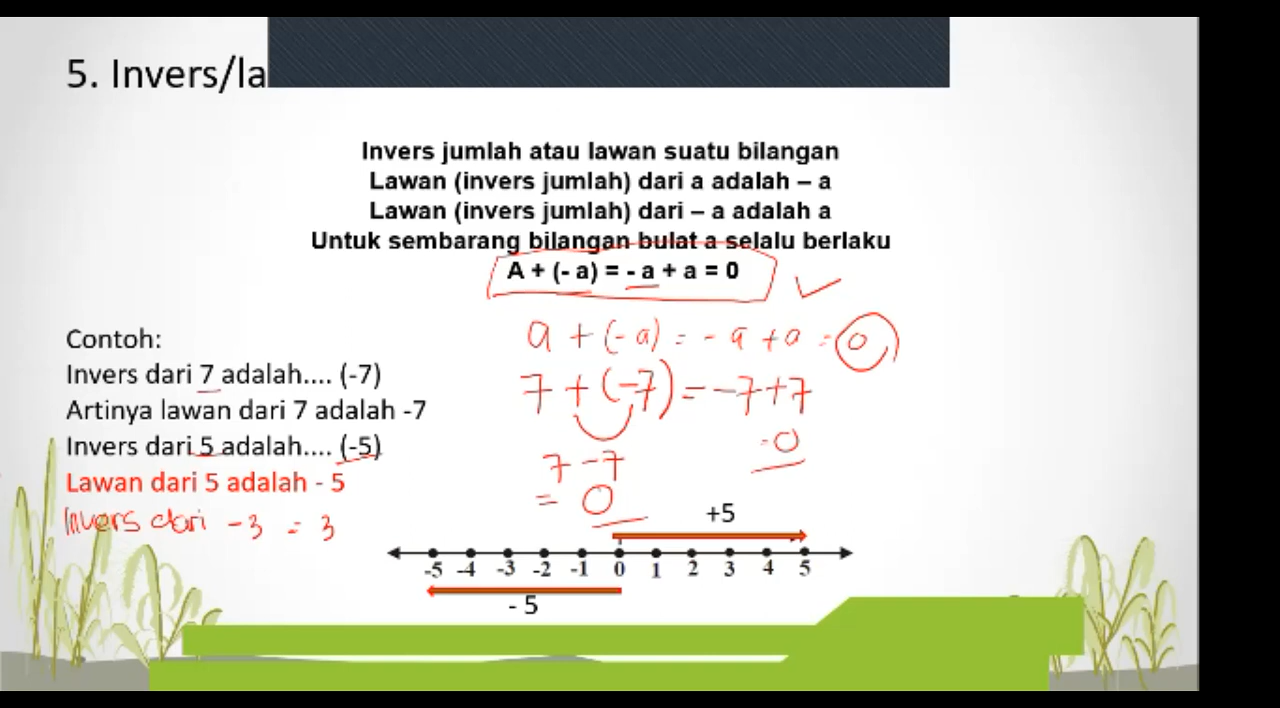 5. Invers/la
Invers jumlah atau lawan suatu bilangan
Lawan (invers jumlah) dari a adalah – a
Lawan (invers jumlah) dari – a adalah a
Untuk sembarang bilangan bulat a selalu berlaku
A + (- a) = - a + a = 0
a + (-a) = -a + a = 0
7 + (-7) = -7+7
= 0
7 -7
= 0
Contoh:
Invers dari 7 adalah.... (-7)
Artinya lawan dari 7 adalah -7
Invers dari 5 adalah.... (-5)
Lawan dari 5 adalah - 5
Invers dari -3 = 3
+5
-5 -4 -3 -2 -1 0 1 2 3 4 5
- 5